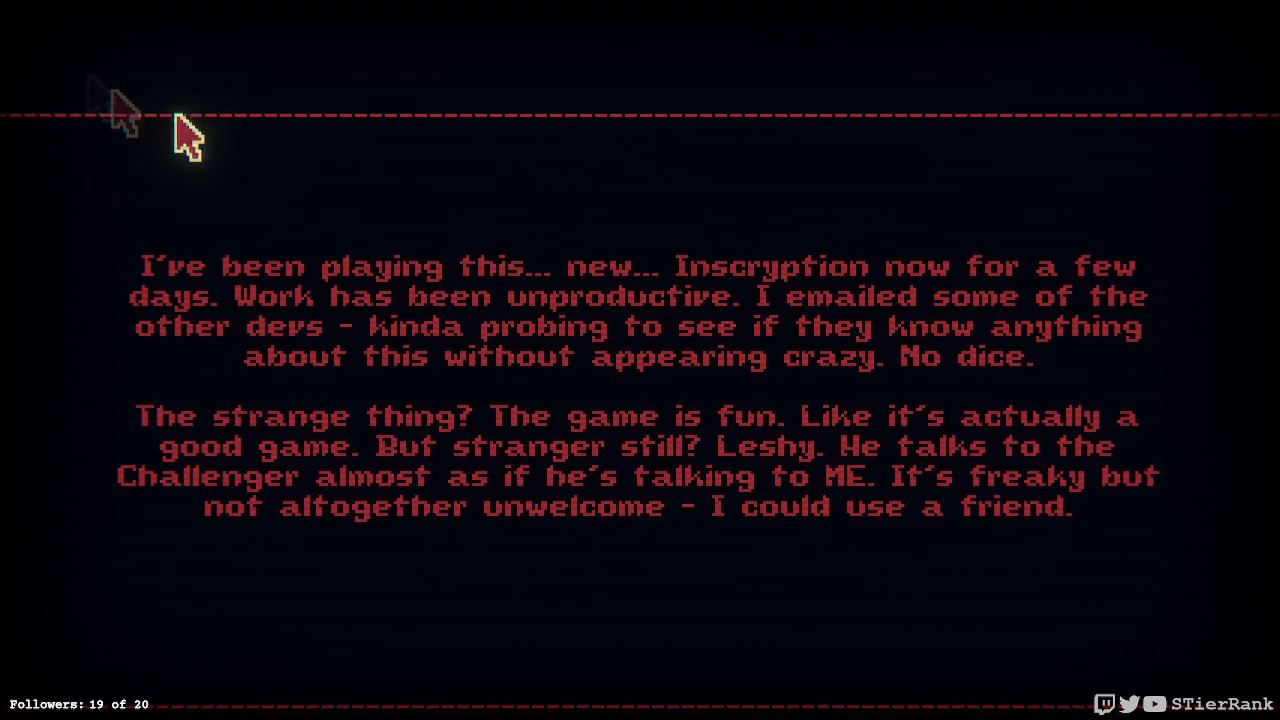 I've been playing this... new... Inscryption now for a few
days. Work has been unproductive. I emailed some of the
other devs - kinda probing to see if they know anything
about this without appearing crazy. No dice.
The strange thing? The game is fun. Like it's actually a
good game. But stranger still? Leshy. He talks to the
Challenger almost as if he's talking to ME. It's freaky but
not altogether unwelcome - I could use a friend.
Followers: 19 of 20
STierRank